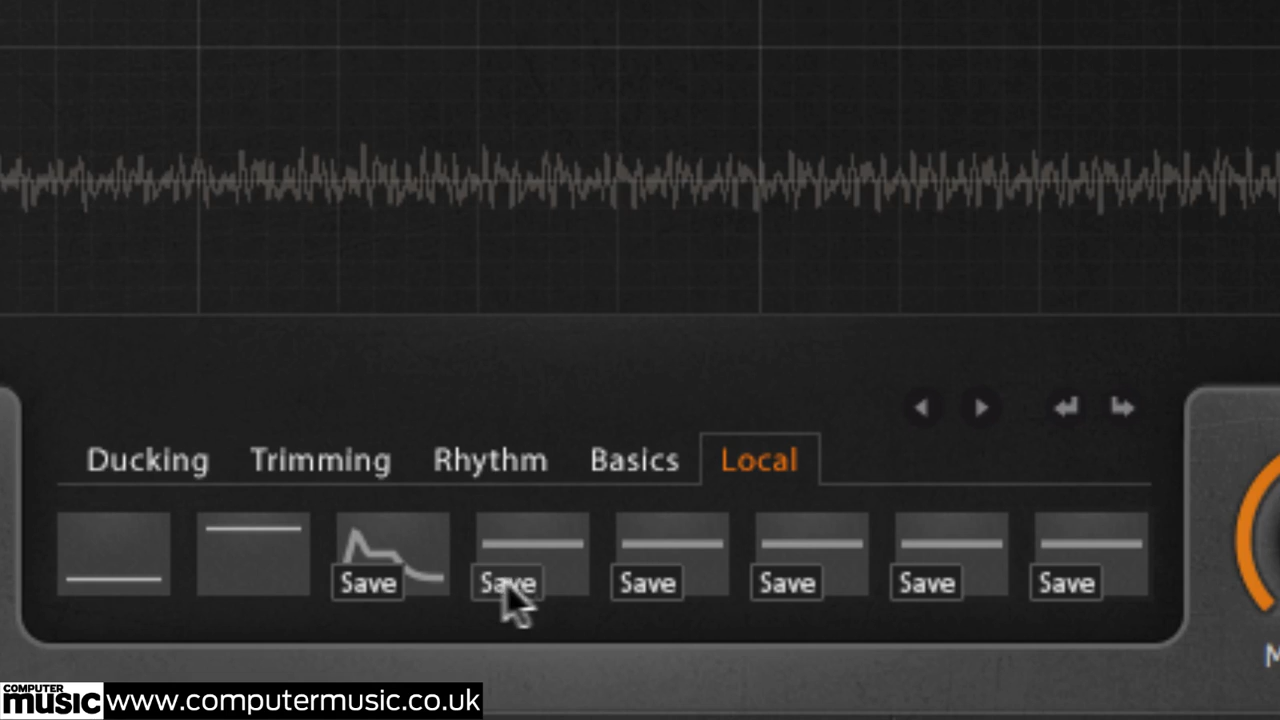 Ducking Trimming Rhythm Basics Local
Save Save Save Save Save Save
M
COMPUTER
music www.computermusic.co.uk